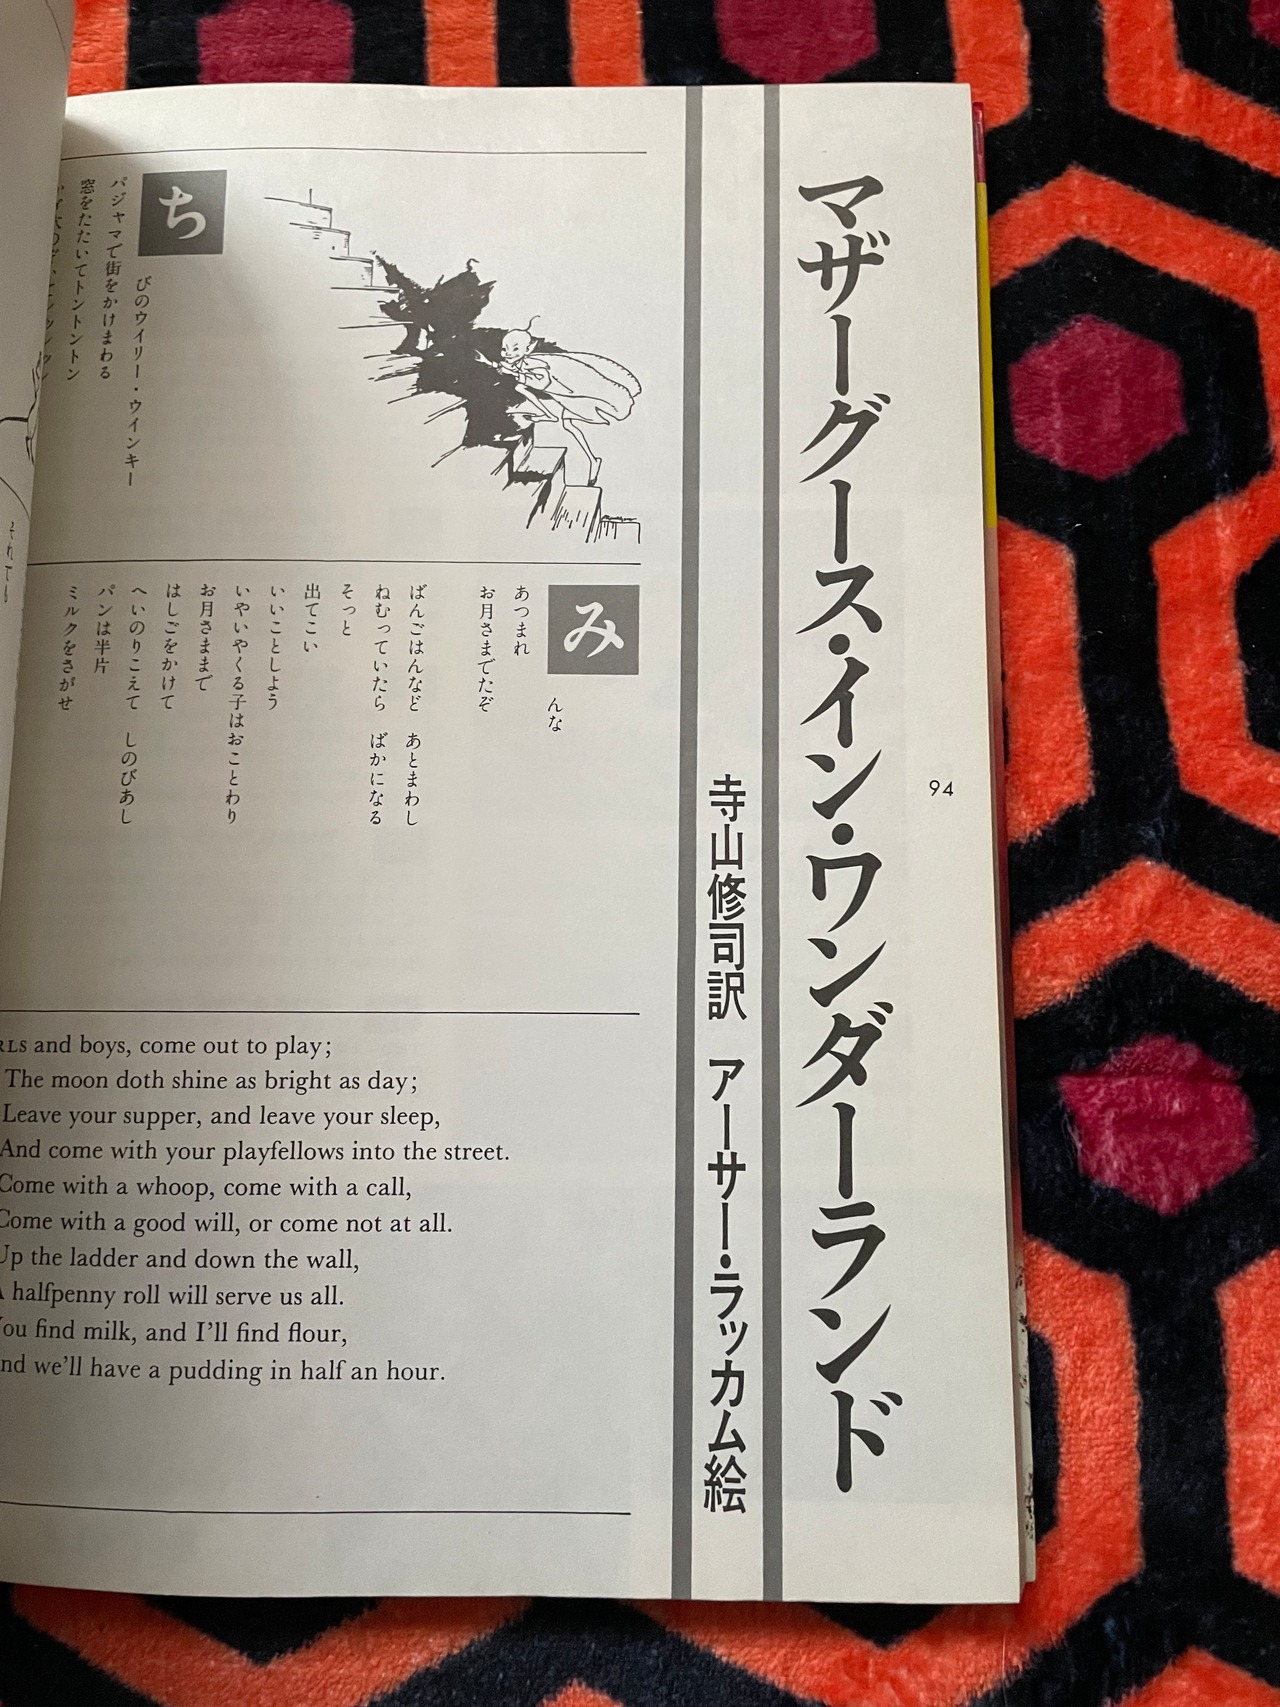 マザーグース・イン・ワンダーランド
寺山修司訳 アーサー・ラッカム絵
94
みんな
あつまれ
お月さまでたぞ
ばんごはんなど あとまわし
ねむっていたら ばかになる
そっと
出てこい
いいことしよう
いやいやくる子はおことわり
お月さままで
はしごをかけて
へいのりこえて しのびあし
パンは半片
ミルクをさがせ
ちびのウイリー・ウインキー
パジャマで街をかけまわる
窓をたたいてトントントン
RLS and boys, come out to play;
The moon doth shine as bright as day;
Leave your supper, and leave your sleep,
And come with your playfellows into the street.
Come with a whoop, come with a call,
Come with a good will, or come not at all.
Up the ladder and down the wall,
A halfpenny roll will serve us all.
You find milk, and I'll find flour,
nd we'll have a pudding in half an hour.
それでも